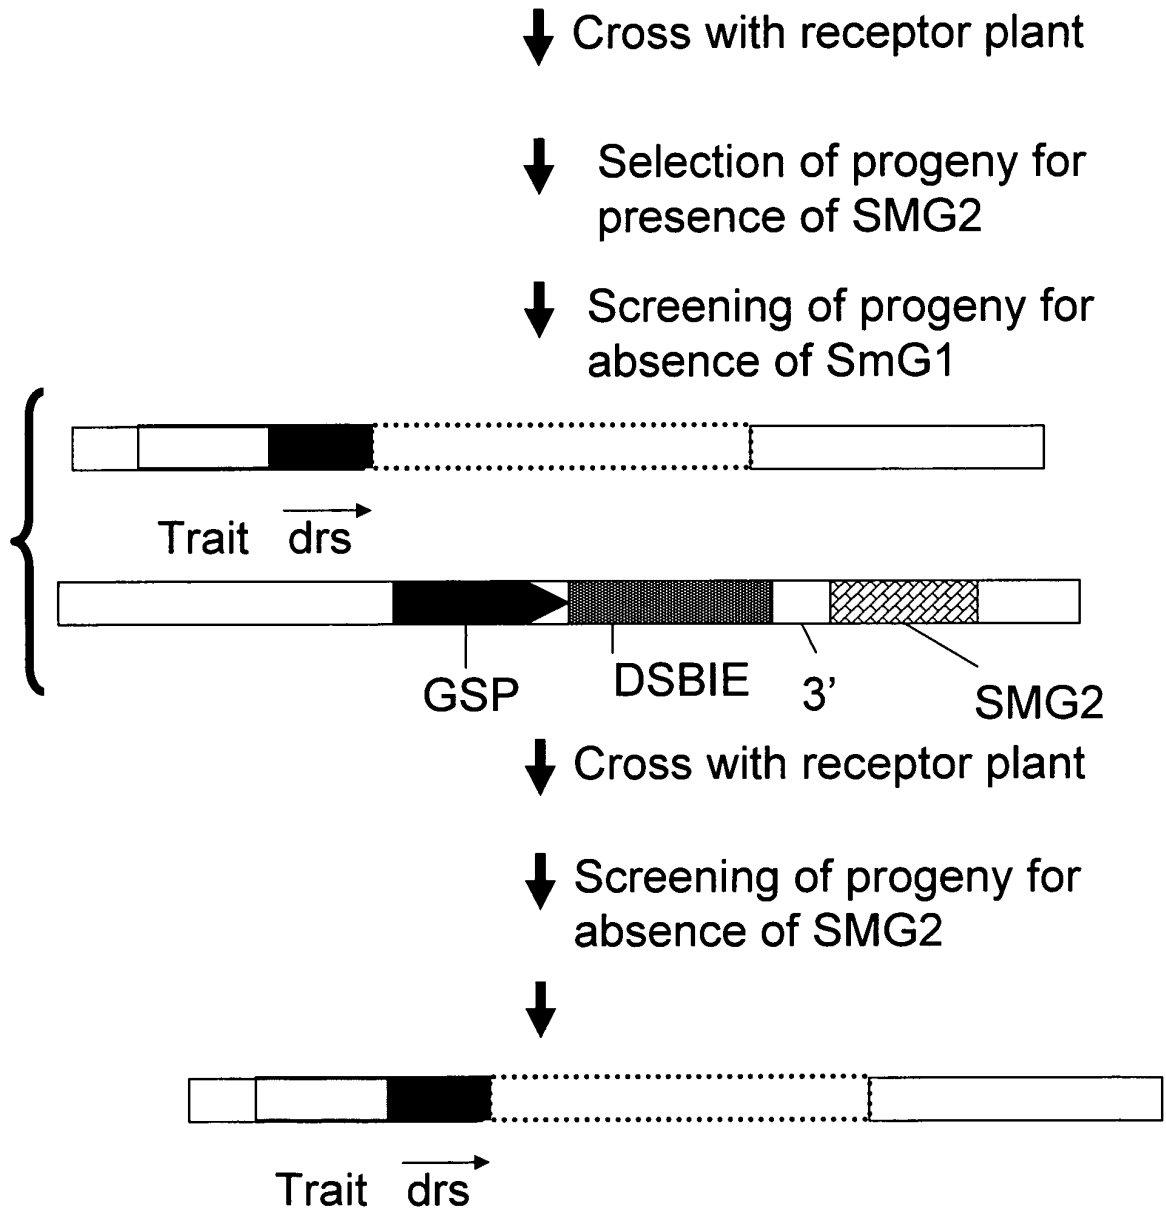 Cross with receptor plant
Selection of progeny for
presence of SMG2
Screening of progeny for
absence of SmG1
Trait drs
GSP DSBIE 3’ SMG2
Cross with receptor plant
Screening of progeny for
absence of SMG2
Trait drs